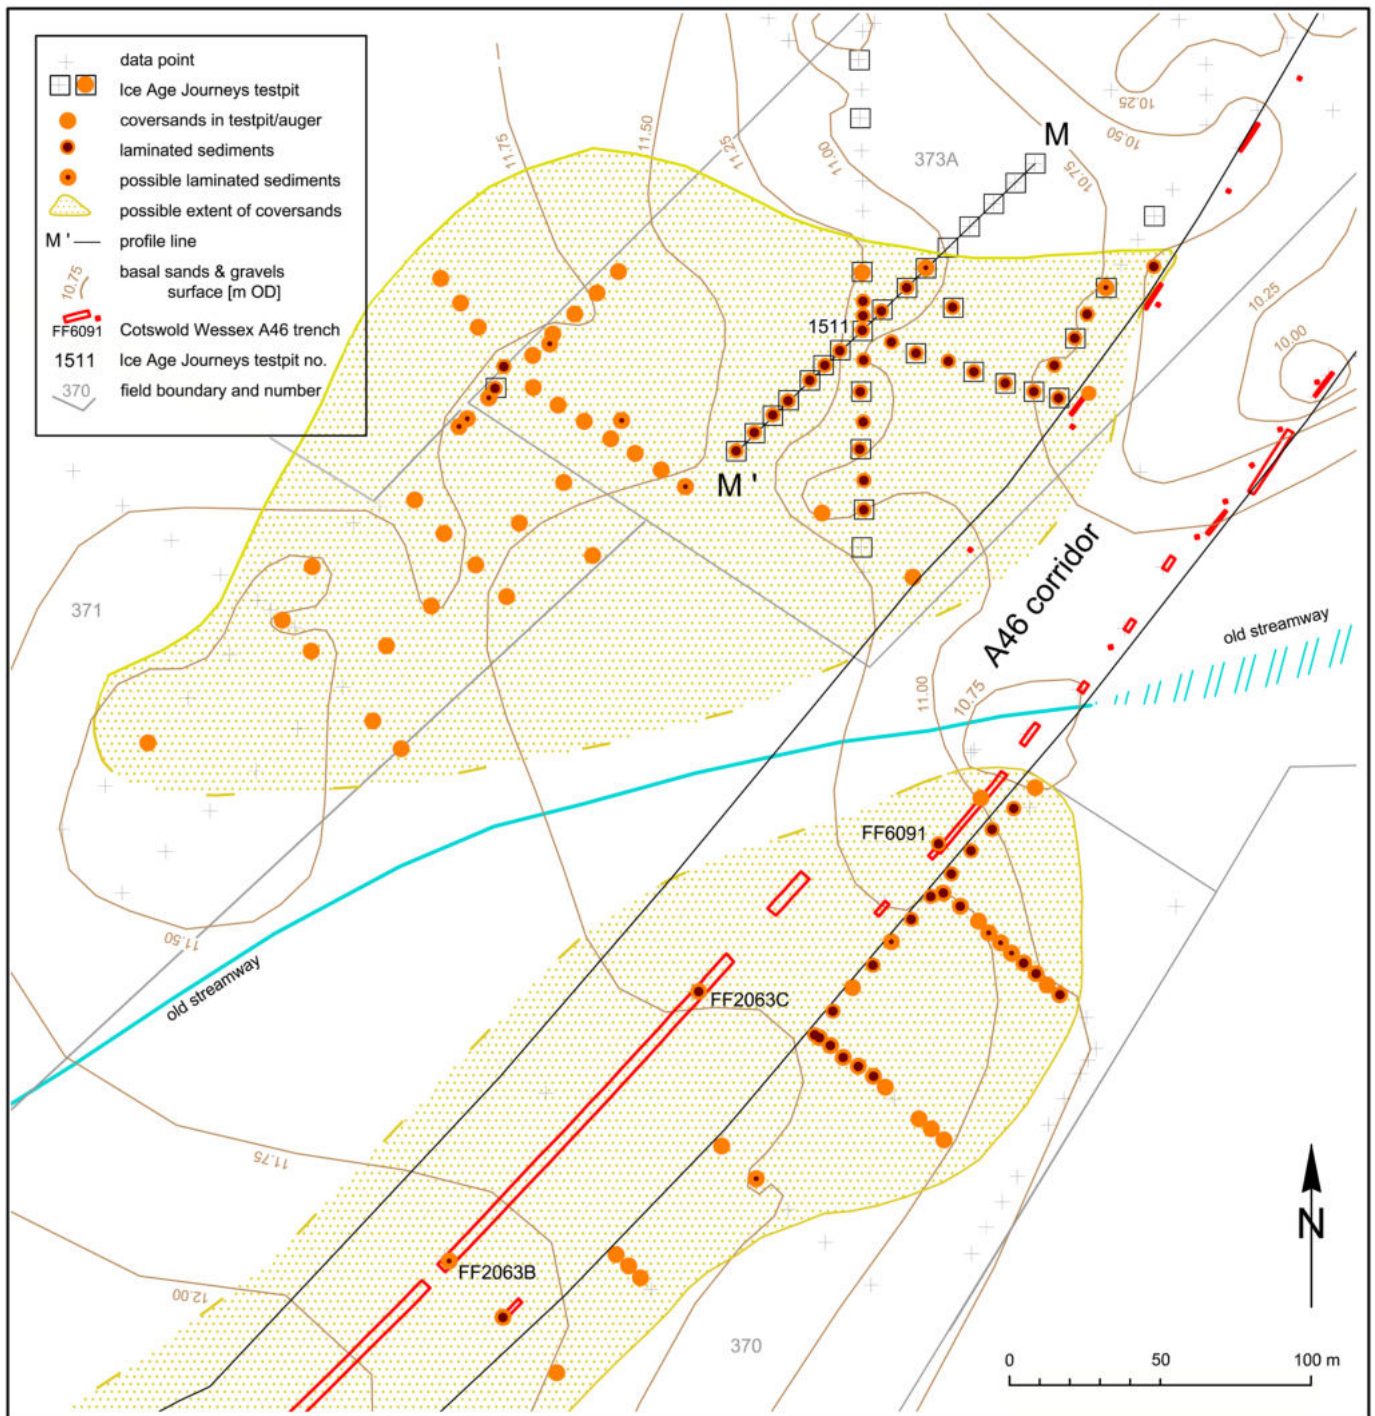 data point
Ice Age Journeys testpit
coversands in testpit/auger
laminated sediments
possible laminated sediments
possible extent of coversands
M ' profile line
10.75 basal sands & gravels
surface [m OD]
FF6091 Cotswold Wessex A46 trench
1511 Ice Age Journeys testpit no.
370 field boundary and number
11.75
11.50
11.25
11.00
373A
M
10.75
10.50
10.25
10.25
10.00
1511
M '
371
A46 corridor
old streamway
11.00
10.75
FF6091
11.50
old streamway
FF2063C
11.75
12.00
FF2063B
370
N
0 50 100 m